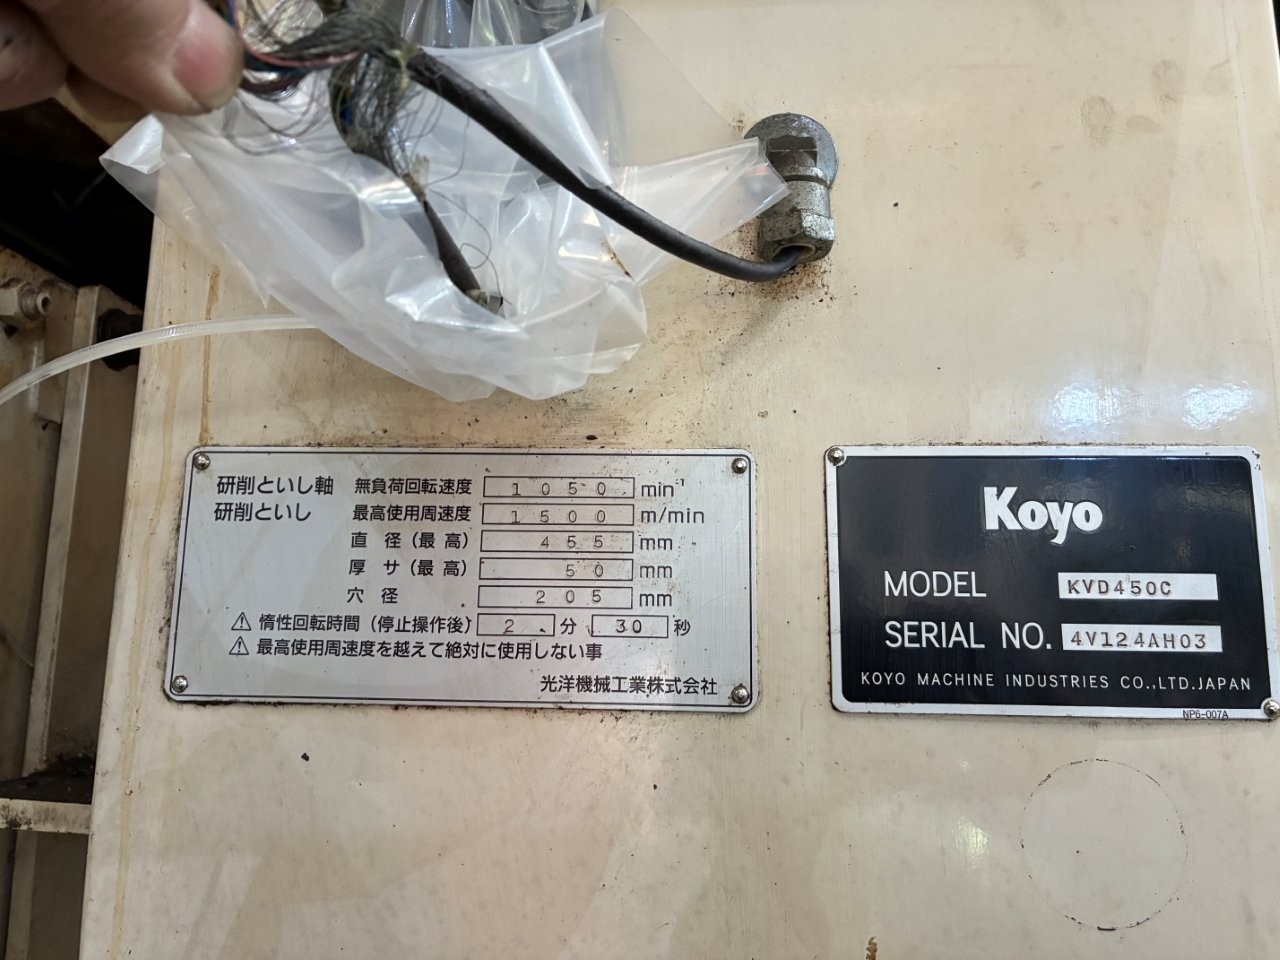 研削といし軸 無負荷回転速度 1050 min⁻¹
研削といし 最高使用周速度 1500 m/min
直 径 (最 高) 455 mm
厚 サ (最 高) 50 mm
穴 径 205 mm
⚠ 惰性回転時間 (停止操作後) 2 分 30 秒
⚠ 最高使用周速度を越えて絶対に使用しない事
光洋機械工業株式会社
Koyo
MODEL KVD450C
SERIAL NO. 4V124AH03
KOYO MACHINE INDUSTRIES CO.,LTD.JAPAN
NP6-007A